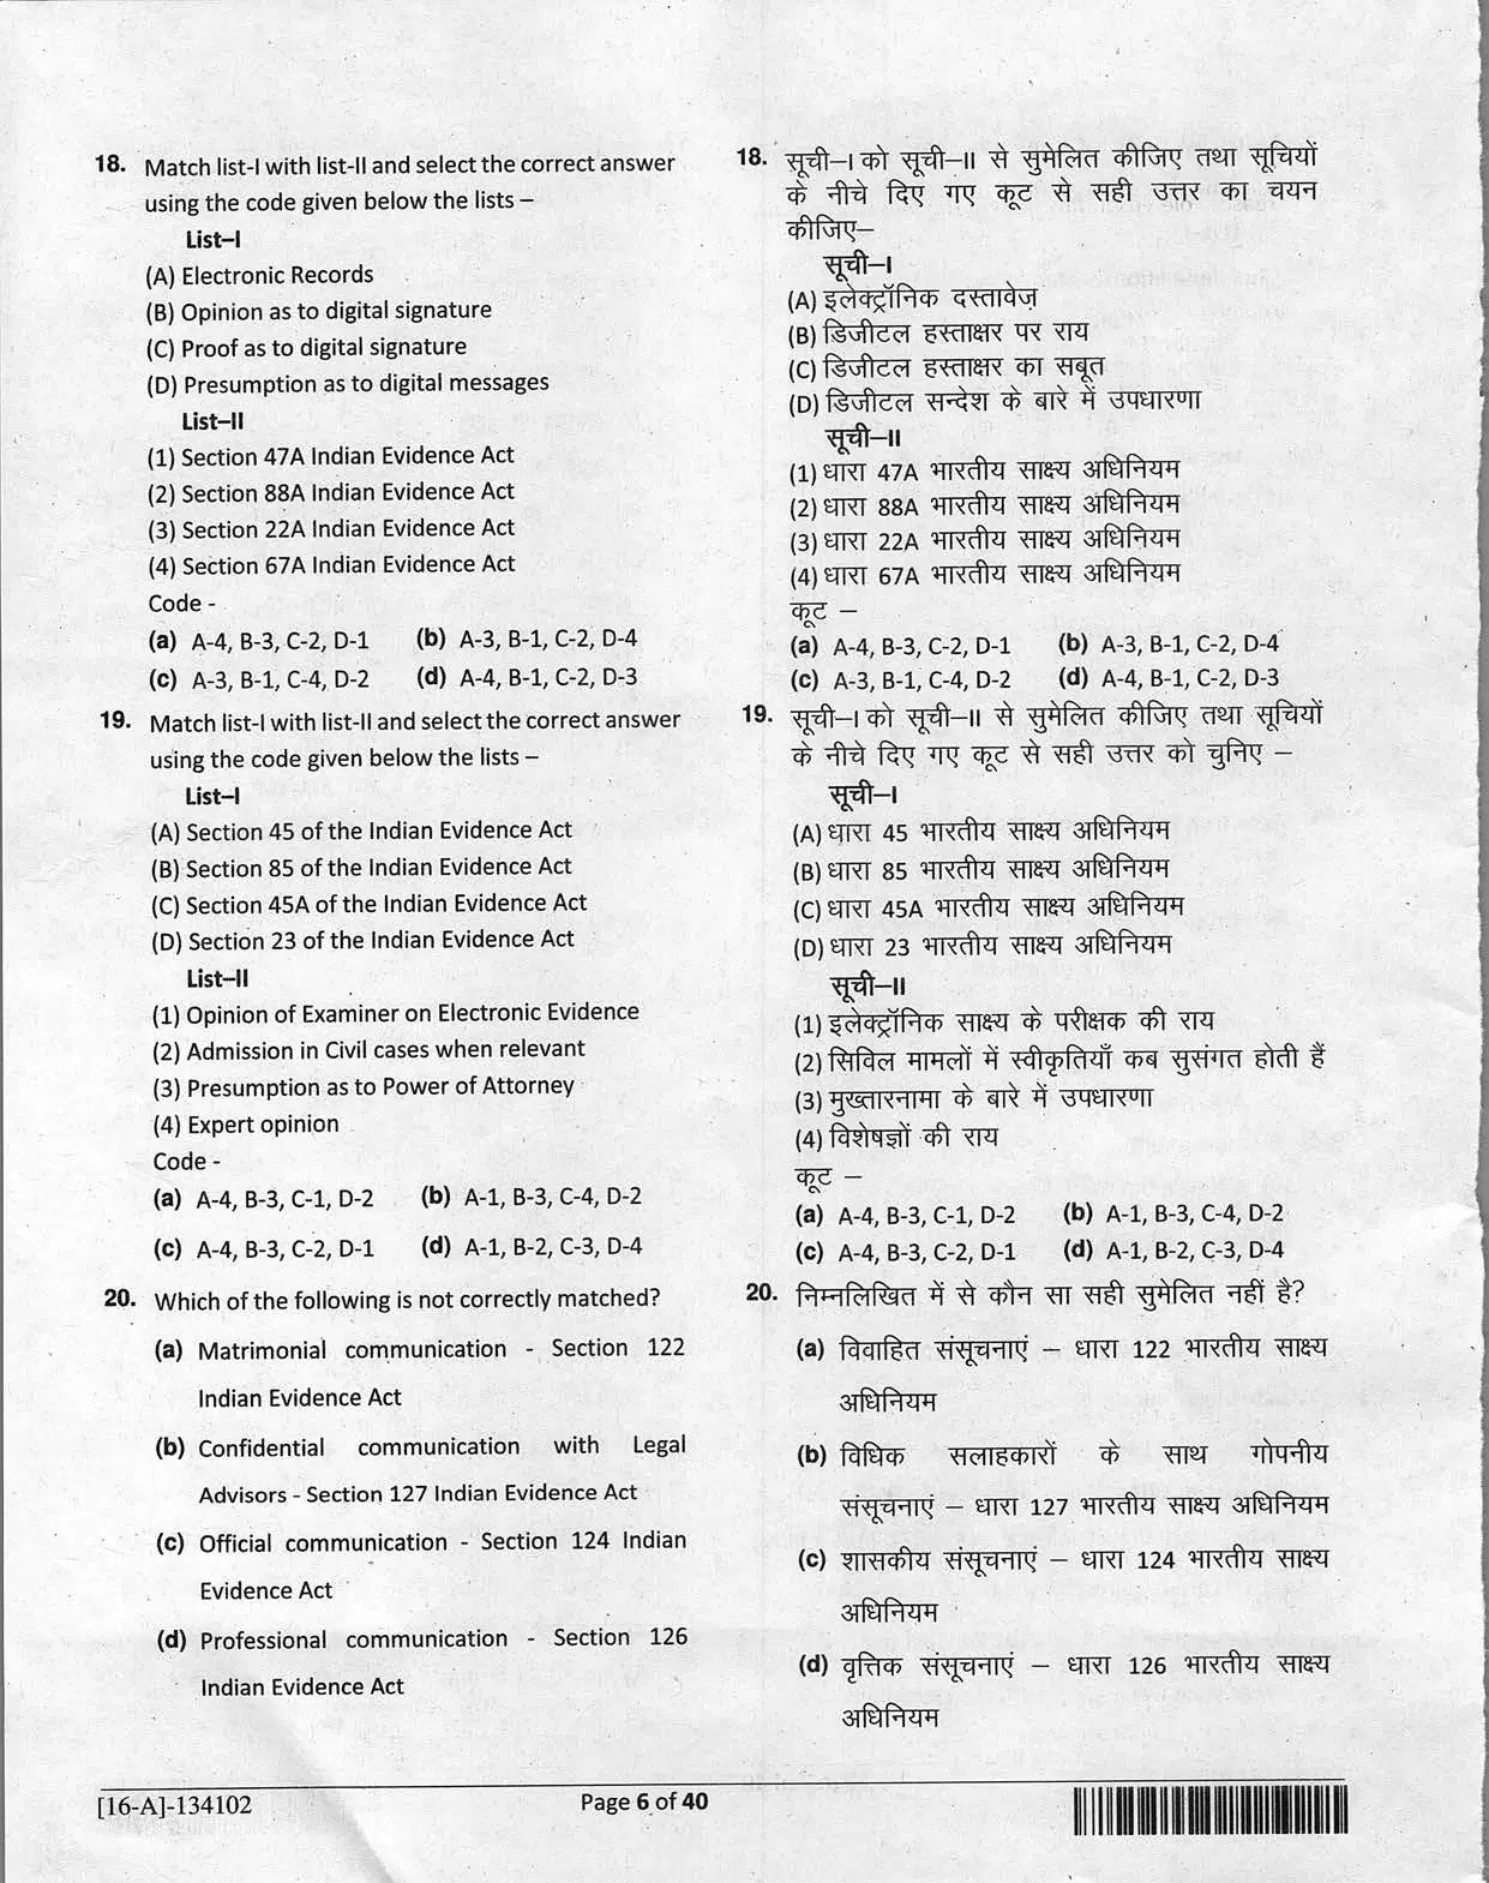 18. Match list-I with list-II and select the correct answer
using the code given below the lists –
List–I
(A) Electronic Records
(B) Opinion as to digital signature
(C) Proof as to digital signature
(D) Presumption as to digital messages
List–II
(1) Section 47A Indian Evidence Act
(2) Section 88A Indian Evidence Act
(3) Section 22A Indian Evidence Act
(4) Section 67A Indian Evidence Act
Code -
(a) A-4, B-3, C-2, D-1 (b) A-3, B-1, C-2, D-4
(c) A-3, B-1, C-4, D-2 (d) A-4, B-1, C-2, D-3
19. Match list-I with list-II and select the correct answer
using the code given below the lists –
List–I
(A) Section 45 of the Indian Evidence Act
(B) Section 85 of the Indian Evidence Act
(C) Section 45A of the Indian Evidence Act
(D) Section 23 of the Indian Evidence Act
List–II
(1) Opinion of Examiner on Electronic Evidence
(2) Admission in Civil cases when relevant
(3) Presumption as to Power of Attorney
(4) Expert opinion
Code -
(a) A-4, B-3, C-1, D-2 (b) A-1, B-3, C-4, D-2
(c) A-4, B-3, C-2, D-1 (d) A-1, B-2, C-3, D-4
20. Which of the following is not correctly matched?
(a) Matrimonial communication - Section 122
Indian Evidence Act
(b) Confidential communication with Legal
Advisors - Section 127 Indian Evidence Act
(c) Official communication - Section 124 Indian
Evidence Act
(d) Professional communication - Section 126
Indian Evidence Act
18. सूची–I को सूची–II से सुमेलित कीजिए तथा सूचियों
के नीचे दिए गए कूट से सही उत्तर का चयन
कीजिए–
सूची–I
(A) इलेक्ट्रॉनिक दस्तावेज़
(B) डिजीटल हस्ताक्षर पर राय
(C) डिजीटल हस्ताक्षर का सबूत
(D) डिजीटल सन्देश के बारे में उपधारणा
सूची–II
(1) धारा 47A भारतीय साक्ष्य अधिनियम
(2) धारा 88A भारतीय साक्ष्य अधिनियम
(3) धारा 22A भारतीय साक्ष्य अधिनियम
(4) धारा 67A भारतीय साक्ष्य अधिनियम
कूट –
(a) A-4, B-3, C-2, D-1 (b) A-3, B-1, C-2, D-4
(c) A-3, B-1, C-4, D-2 (d) A-4, B-1, C-2, D-3
19. सूची–I को सूची–II से सुमेलित कीजिए तथा सूचियों
के नीचे दिए गए कूट से सही उत्तर को चुनिए –
सूची–I
(A) धारा 45 भारतीय साक्ष्य अधिनियम
(B) धारा 85 भारतीय साक्ष्य अधिनियम
(C) धारा 45A भारतीय साक्ष्य अधिनियम
(D) धारा 23 भारतीय साक्ष्य अधिनियम
सूची–II
(1) इलेक्ट्रॉनिक साक्ष्य के परीक्षक की राय
(2) सिविल मामलों में स्वीकृतियाँ कब सुसंगत होती हैं
(3) मुख्तारनामा के बारे में उपधारणा
(4) विशेषज्ञों की राय
कूट –
(a) A-4, B-3, C-1, D-2 (b) A-1, B-3, C-4, D-2
(c) A-4, B-3, C-2, D-1 (d) A-1, B-2, C-3, D-4
20. निम्नलिखित में से कौन सा सही सुमेलित नहीं है?
(a) विवाहित संसूचनाएं – धारा 122 भारतीय साक्ष्य
अधिनियम
(b) विधिक सलाहकारों के साथ गोपनीय
संसूचनाएं – धारा 127 भारतीय साक्ष्य अधिनियम
(c) शासकीय संसूचनाएं – धारा 124 भारतीय साक्ष्य
अधिनियम
(d) वृत्तिक संसूचनाएं – धारा 126 भारतीय साक्ष्य
अधिनियम
[16-A]-134102 Page 6 of 40